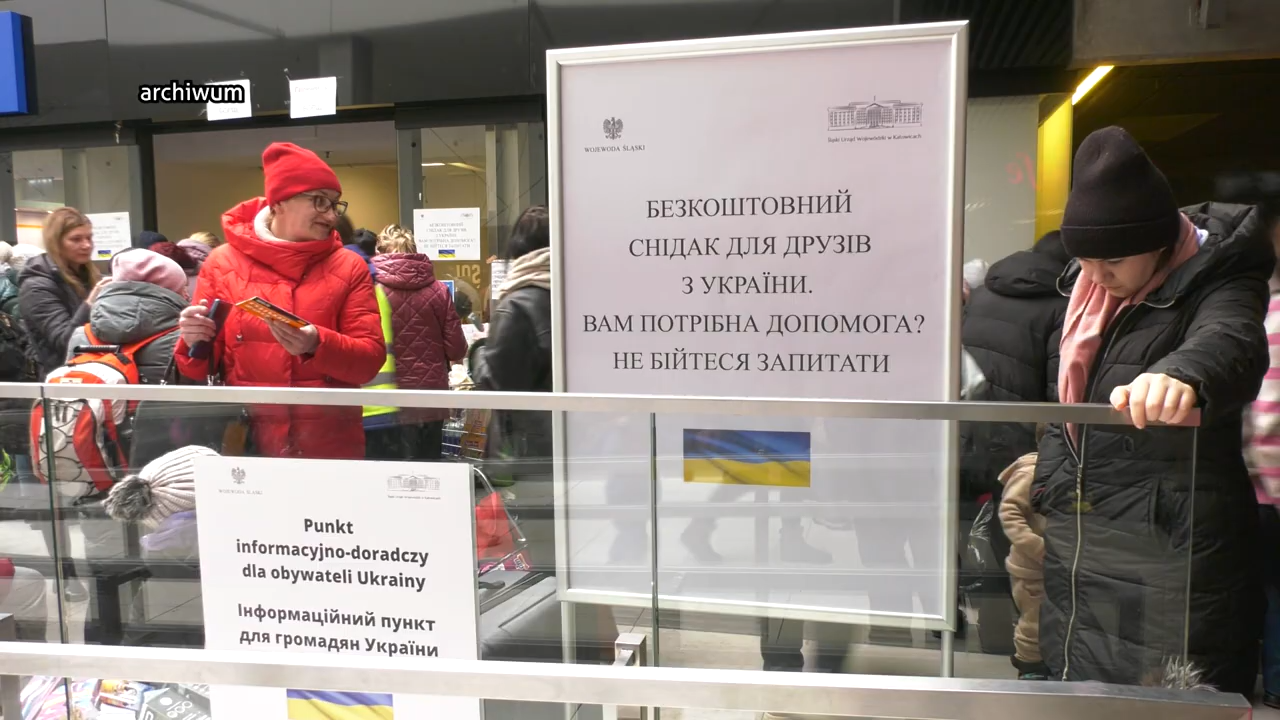 archiwum
WOJEWODA ŚLĄSKI
Śląski Urząd Wojewódzki w Katowicach
БЕЗКОШТОВНИЙ
СНІДАК ДЛЯ ДРУЗІВ
З УКРАЇНИ.
ВАМ ПОТРІБНА ДОПОМОГА?
НЕ БІЙТЕСЯ ЗАПИТАТИ
WOJEWODA ŚLĄSKI
Punkt
informacyjno-doradczy
dla obywateli Ukrainy
Інформаційний пункт
для громадян України